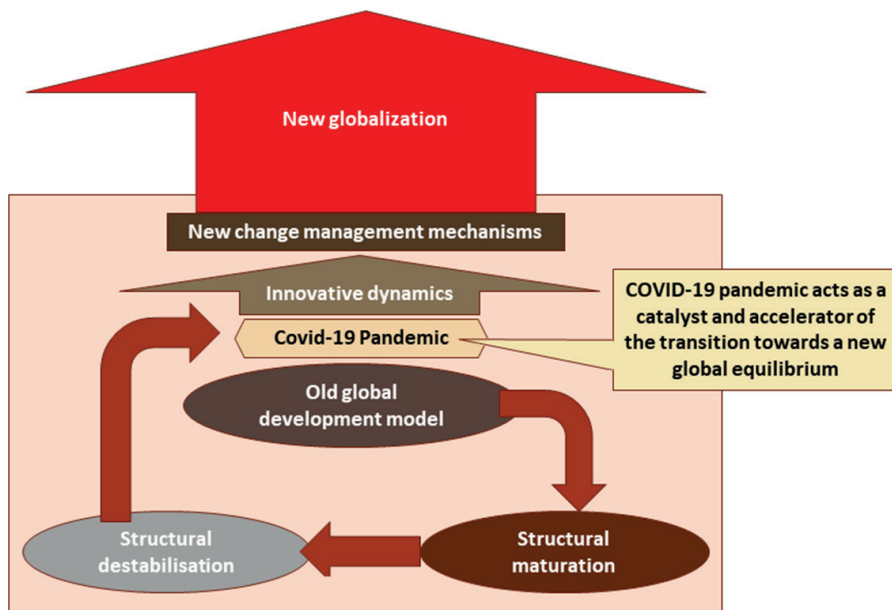 New globalization
New change management mechanisms
Innovative dynamics
COVID-19 pandemic acts as a
catalyst and accelerator of
the transition towards a new
global equilibrium
Covid-19 Pandemic
Old global
development model
Structural
destabilisation
Structural
maturation